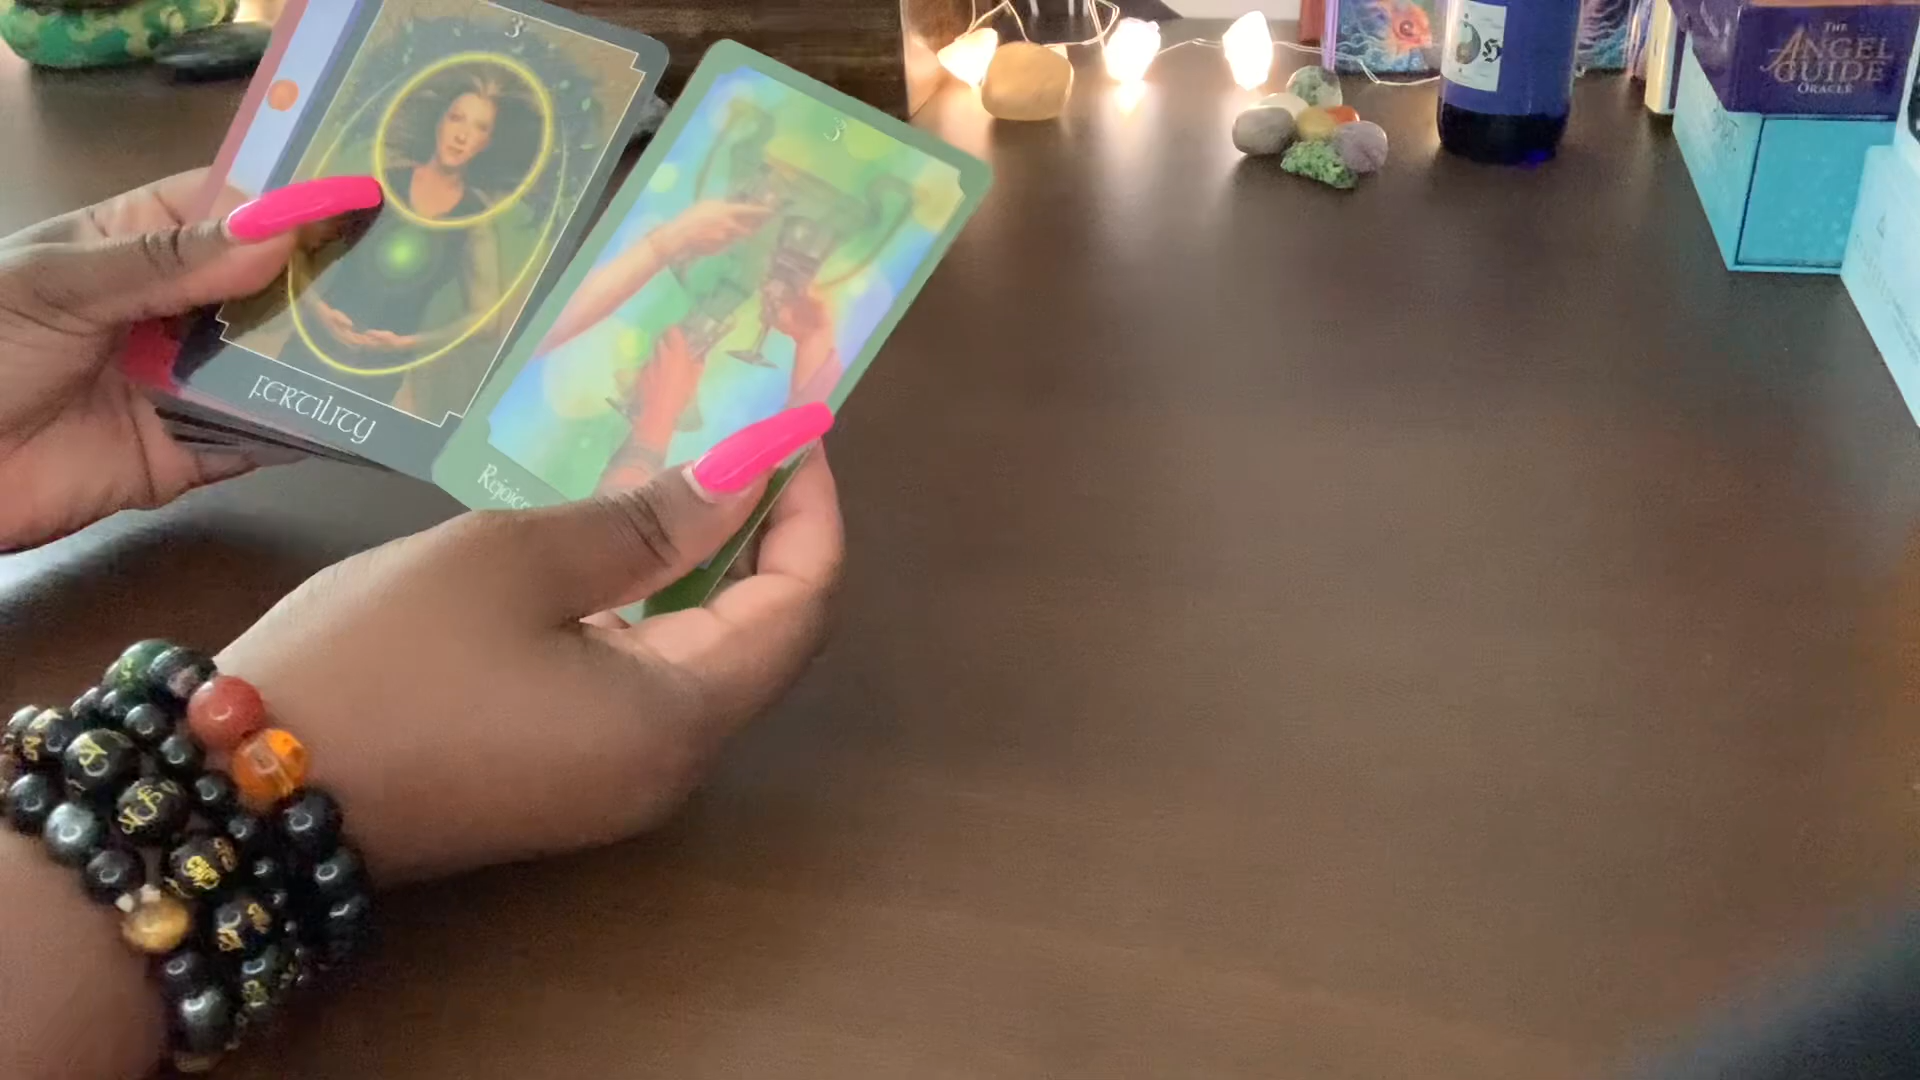 3
FERTILITY
3
Rejoice
THE
ANGEL
GUIDE
ORACLE